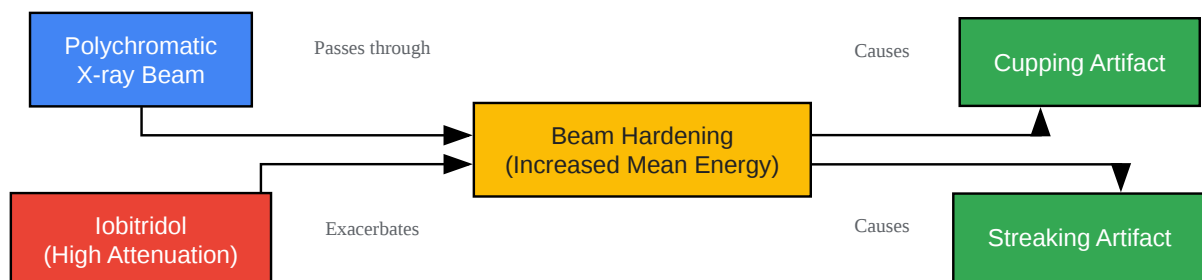 Polychromatic
X-ray Beam
Passes through
Causes
Cupping Artifact
Beam Hardening
(Increased Mean Energy)
Iobitridol
(High Attenuation)
Exacerbates
Causes
Streaking Artifact